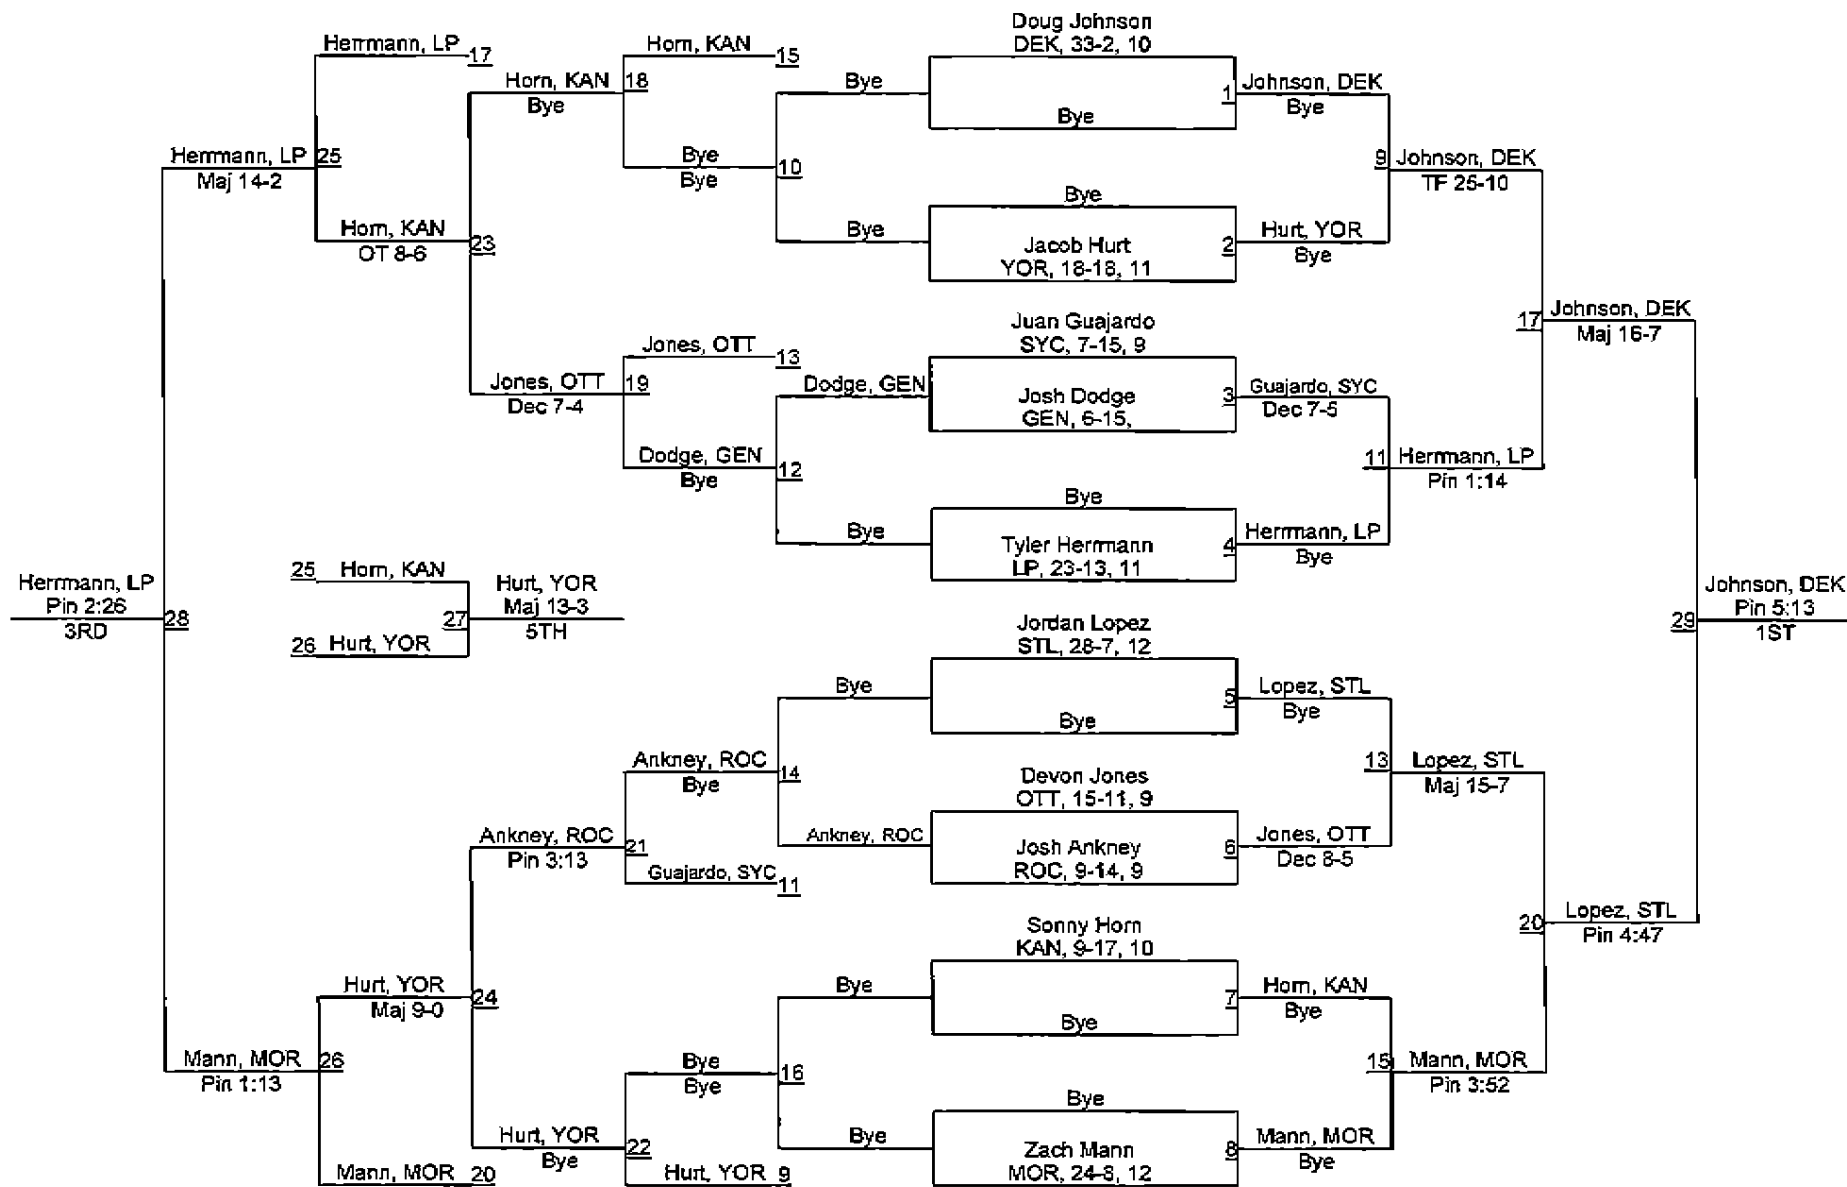 Doug Johnson
DEK, 33-2, 10
Herrmann, LP 17
Horn, KAN 15
Horn, KAN 18
Bye
Bye
1 Johnson, DEK
Bye
Bye
Herrmann, LP 25
Maj 14-2
Bye
Bye
10
9 Johnson, DEK
TF 25-10
Bye
Horn, KAN 23
OT 8-6
Bye
Jacob Hurt
YOR, 18-18, 11
2 Hurt, YOR
Bye
Juan Guajardo
SYC, 7-15, 9
17 Johnson, DEK
Maj 16-7
Jones, OTT 13
Jones, OTT 19
Dec 7-4
Dodge, GEN
Josh Dodge
GEN, 6-15,
3 Guajardo, SYC
Dec 7-5
Dodge, GEN 12
Bye
11 Herrmann, LP
Pin 1:14
Bye
Bye
Tyler Herrmann
LP, 23-13, 11
4 Herrmann, LP
Bye
Herrmann, LP
Pin 2:26
3RD
28
25 Horn, KAN
27
26 Hurt, YOR
Hurt, YOR
Maj 13-3
5TH
29
Johnson, DEK
Pin 5:13
1ST
Jordan Lopez
STL, 28-7, 12
Bye
Bye
5 Lopez, STL
Bye
Ankney, ROC 14
Bye
Devon Jones
OTT, 15-11, 9
13 Lopez, STL
Maj 15-7
Ankney, ROC 21
Pin 3:13
Ankney, ROC
Josh Ankney
ROC, 9-14, 9
6 Jones, OTT
Dec 8-5
Guajardo, SYC 11
Sonny Horn
KAN, 9-17, 10
20 Lopez, STL
Pin 4:47
Hurt, YOR 24
Maj 9-0
Bye
Bye
7 Horn, KAN
Bye
Mann, MOR 26
Pin 1:13
Bye
Bye
16
15 Mann, MOR
Pin 3:52
Bye
Hurt, YOR 22
Bye
Bye
Zach Mann
MOR, 24-8, 12
8 Mann, MOR
Bye
Mann, MOR 20
Hurt, YOR 9